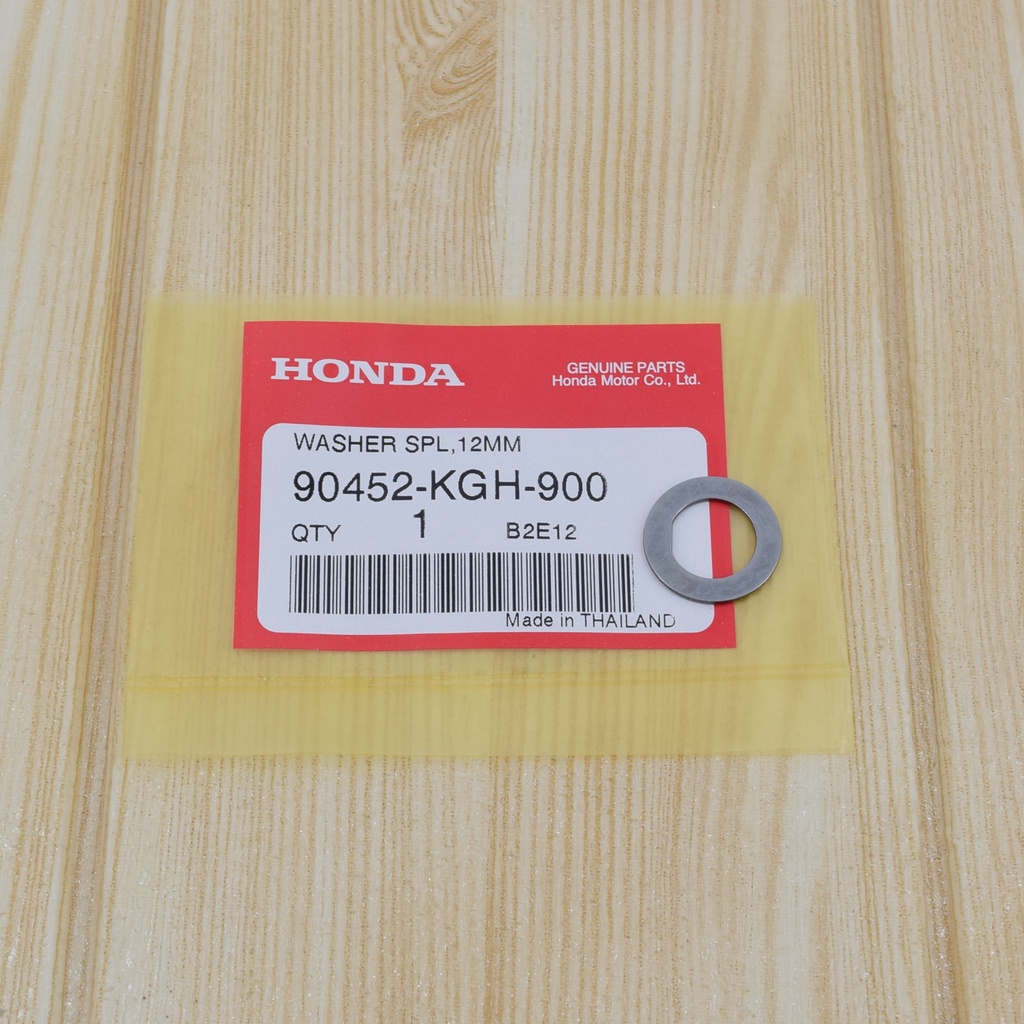 HONDA
GENUINE PARTS
Honda Motor Co., Ltd.
WASHER SPL,12MM
90452-KGH-900
QTY 1 B2E12
Made in THAILAND